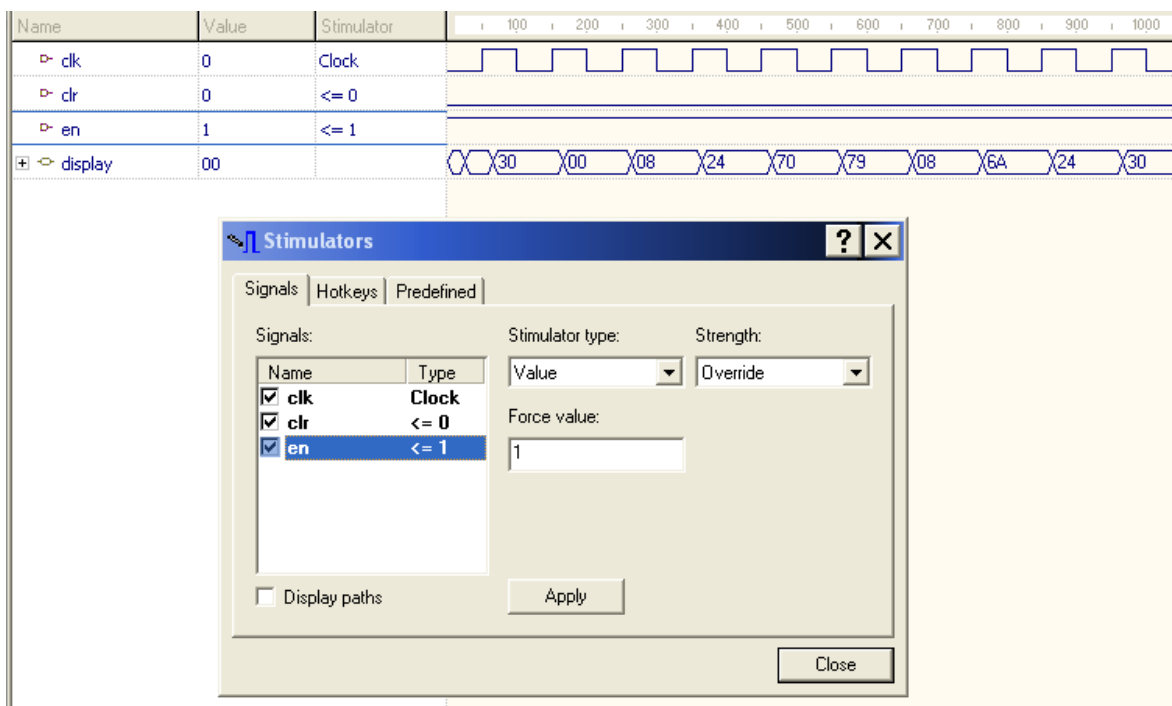 Name Value Stimulator 100 200 300 400 500 600 700 800 900 1000
clk 0 Clock
clr 0 <= 0
en 1 <= 1
display 00 30 00 08 24 70 79 08 6A 24 30
Stimulators
Signals Hotkeys Predefined
Signals: Stimulator type: Strength:
Name Type Value Override
clk Clock
clr <= 0 Force value:
en <= 1 1
Display paths Apply
Close